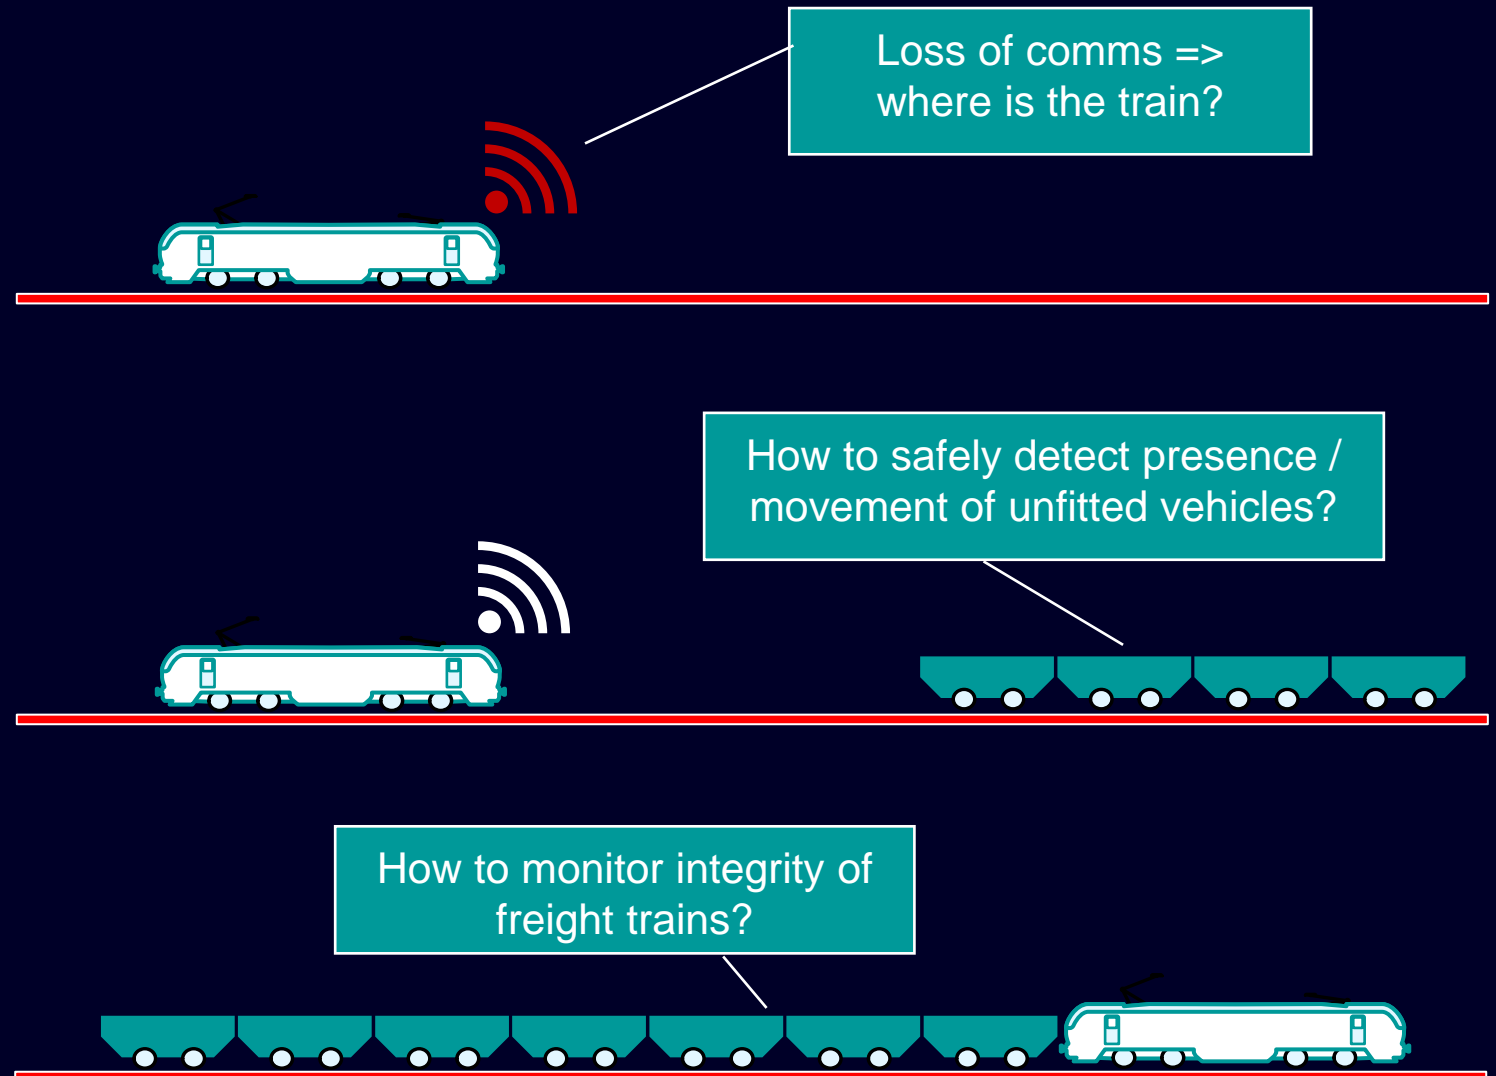 Loss of comms =>
where is the train?
How to safely detect presence /
movement of unfitted vehicles?
How to monitor integrity of
freight trains?